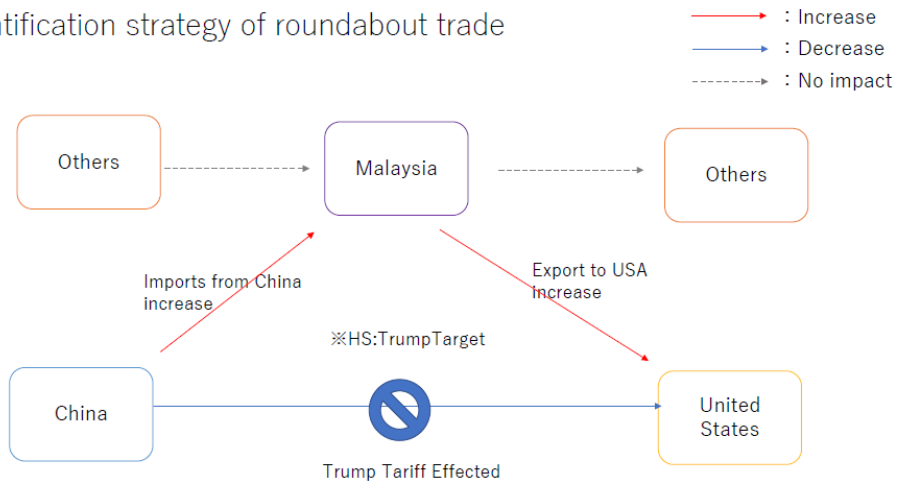 ntification strategy of roundabout trade
: Increase
: Decrease
: No impact
Others
Malaysia
Others
Imports from China
increase
Export to USA
increase
※HS:TrumpTarget
China
United
States
Trump Tariff Effected